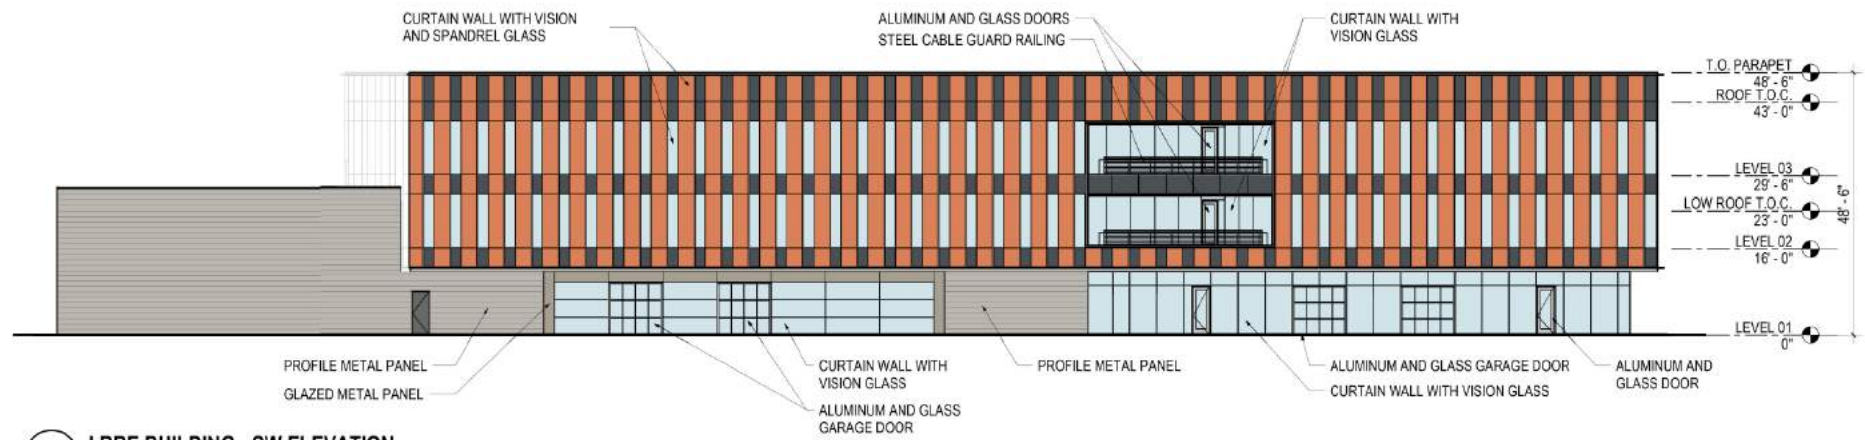 CURTAIN WALL WITH VISION
AND SPANDREL GLASS
ALUMINUM AND GLASS DOORS
STEEL CABLE GUARD RAILING
CURTAIN WALL WITH
VISION GLASS
T.O. PARAPET
48' - 6"
ROOF T.O.C.
43' - 0"
LEVEL 03
29' - 6"
LOW ROOF T.O.C.
23' - 0"
LEVEL 02
16' - 0"
48' - 6"
LEVEL 01
0"
PROFILE METAL PANEL
GLAZED METAL PANEL
CURTAIN WALL WITH
VISION GLASS
ALUMINUM AND GLASS
GARAGE DOOR
PROFILE METAL PANEL
ALUMINUM AND GLASS GARAGE DOOR
CURTAIN WALL WITH VISION GLASS
ALUMINUM AND
GLASS DOOR
BUILDING - SW ELEVATION